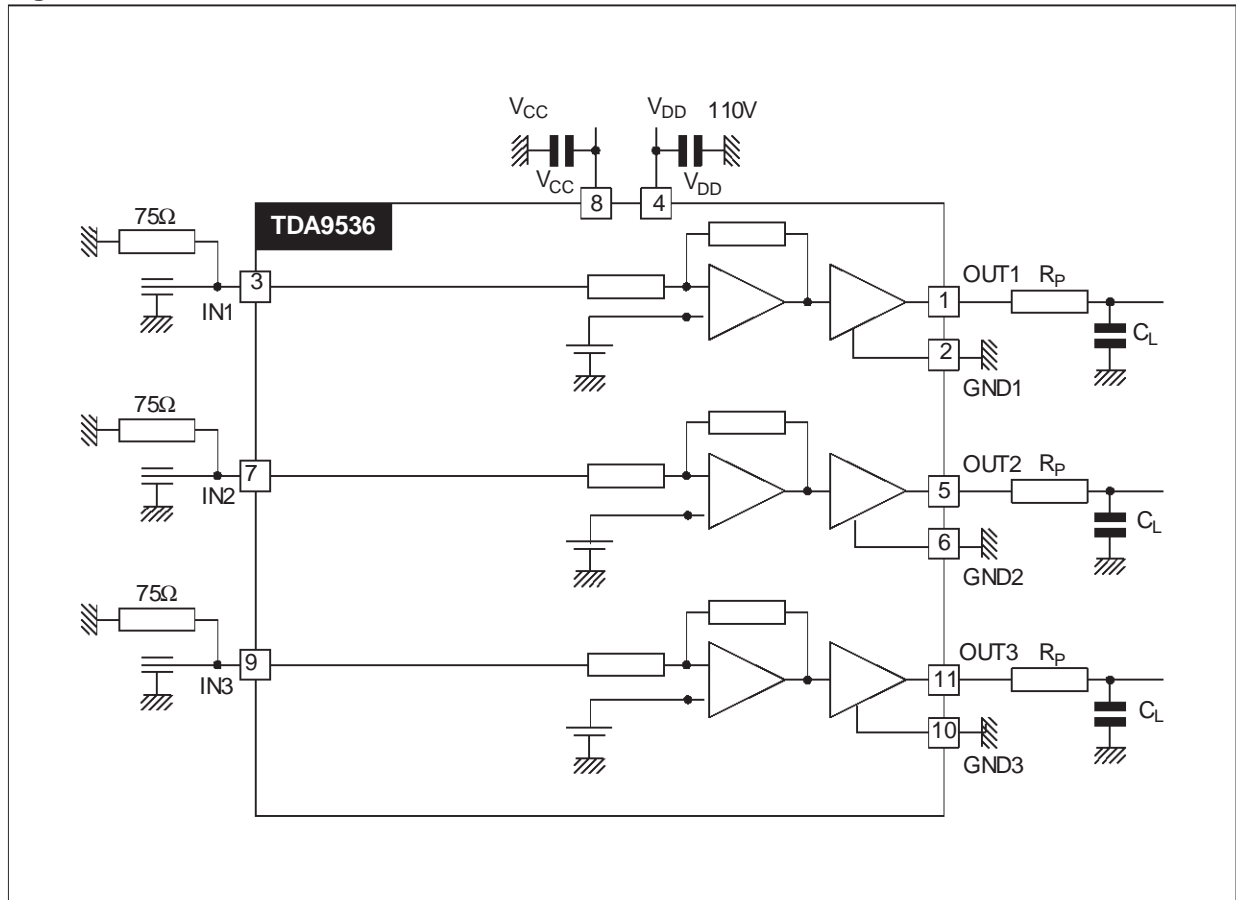 V_CC V_DD 110V
V_CC V_DD
8 4
75Ω
TDA9536
3 OUT1 R_P
IN1 1
C_L
2
GND1
75Ω
7 OUT2 R_P
IN2 5
C_L
6
GND2
75Ω
9 OUT3 R_P
IN3 11
C_L
10
GND3